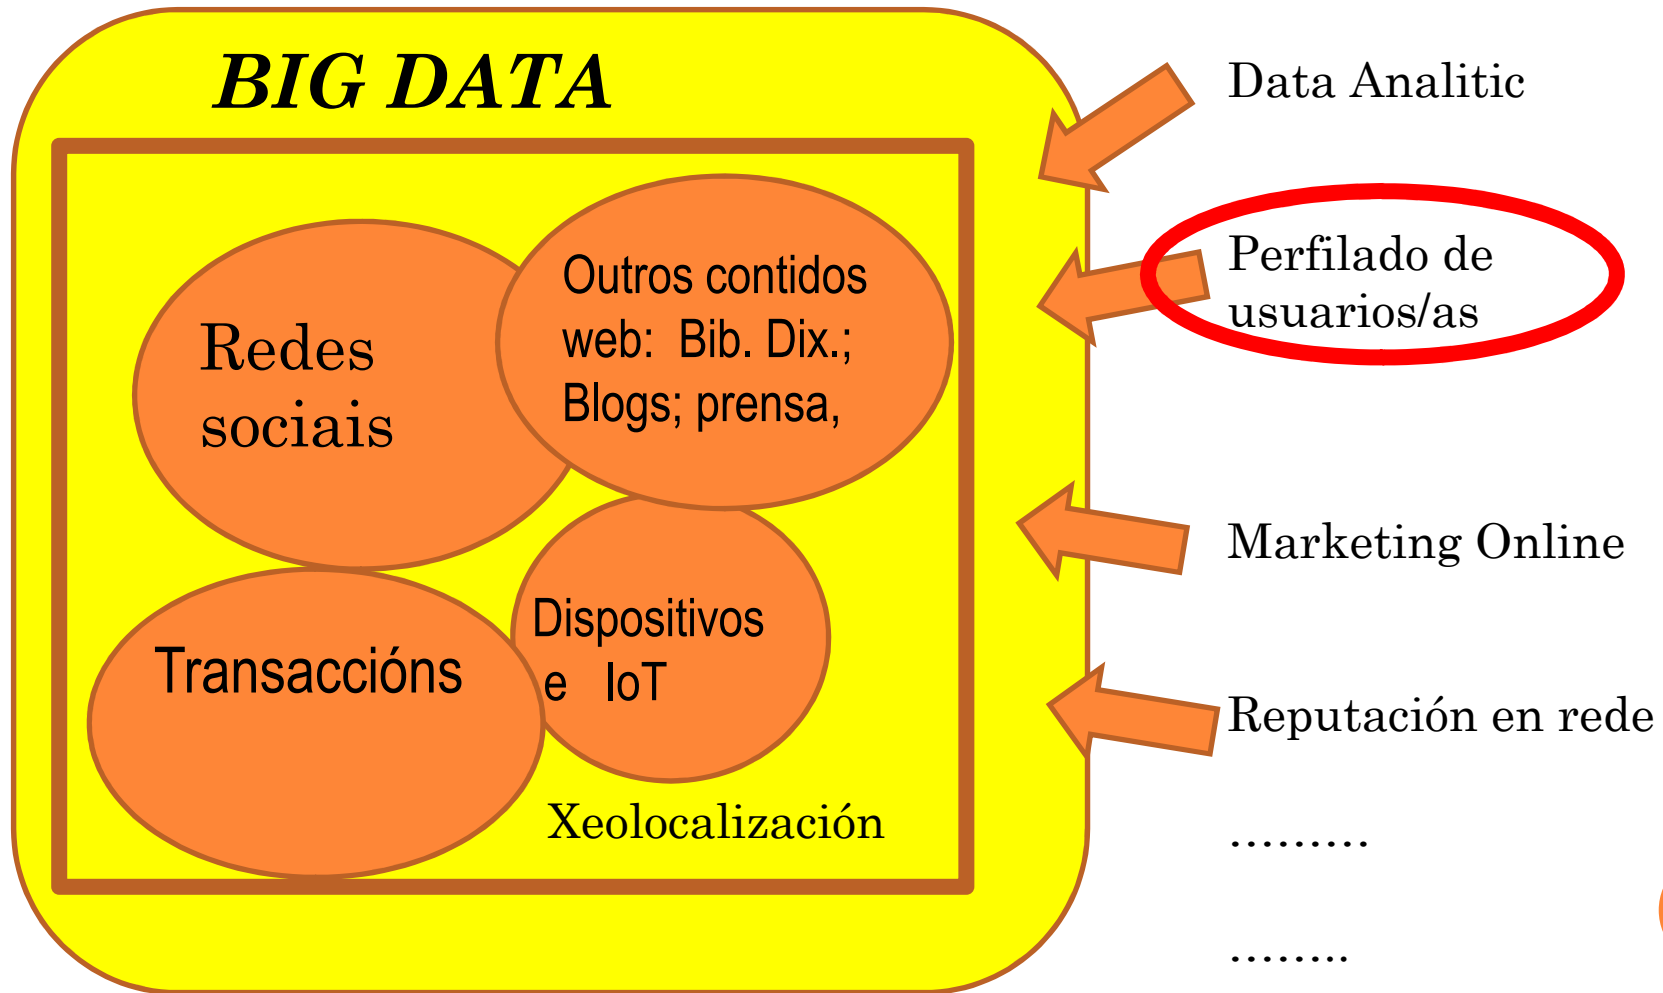 BIG DATA
Redes
sociais
Outros contidos
web: Bib. Dix.;
Blogs; prensa,
Transaccións
Dispositivos
e IoT
Xeolocalización
Data Analitic
Perfilado de
usuarios/as
Marketing Online
Reputación en rede
.........
........